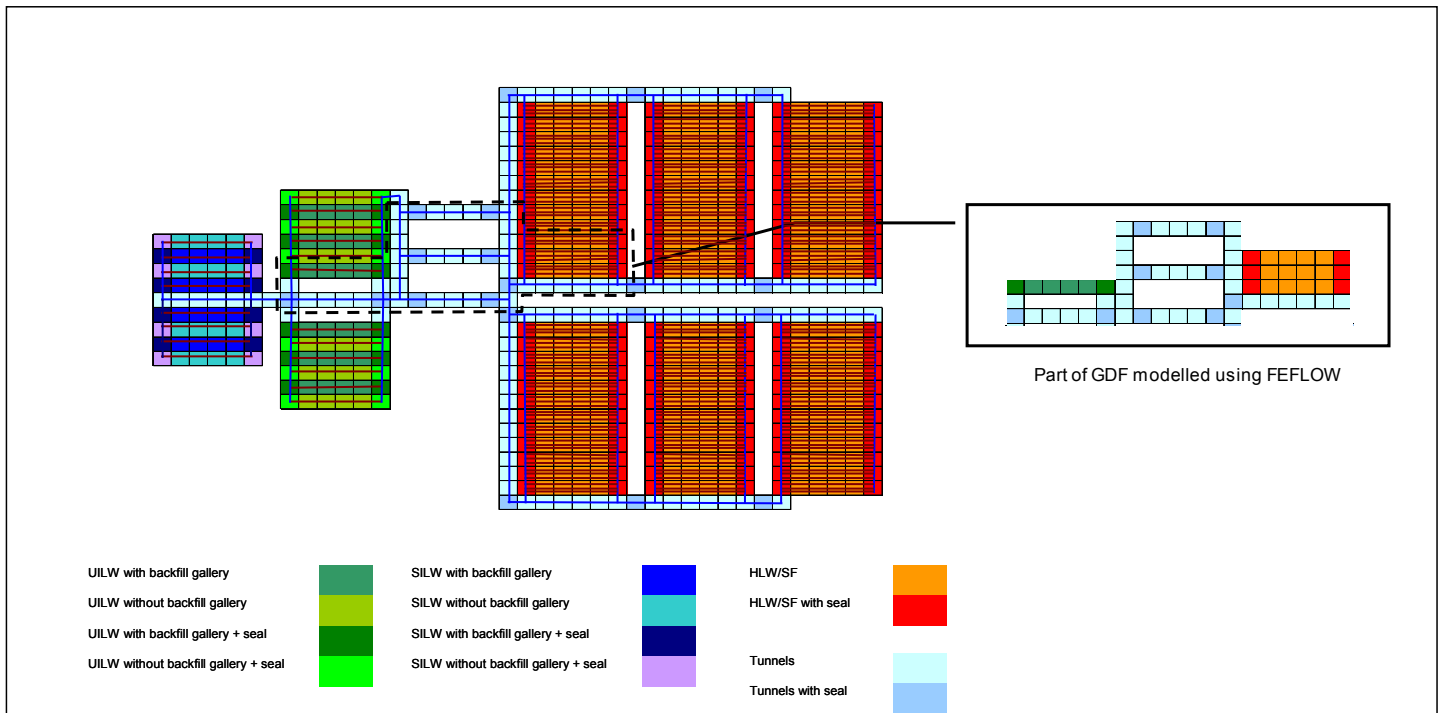 Part of GDF modelled using FEFLOW
UILW with backfill gallery
UILW without backfill gallery
UILW with backfill gallery + seal
UILW without backfill gallery + seal
SILW with backfill gallery
SILW without backfill gallery
SILW with backfill gallery + seal
SILW without backfill gallery + seal
HLW/SF
HLW/SF with seal
Tunnels
Tunnels with seal